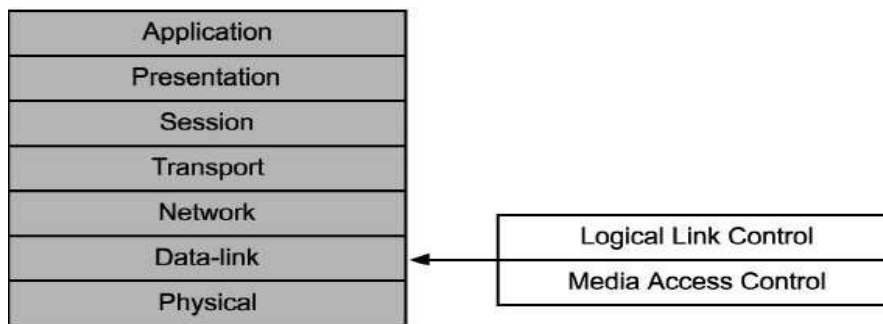 Application
Presentation
Session
Transport
Network
Data-link
Physical
Logical Link Control
Media Access Control